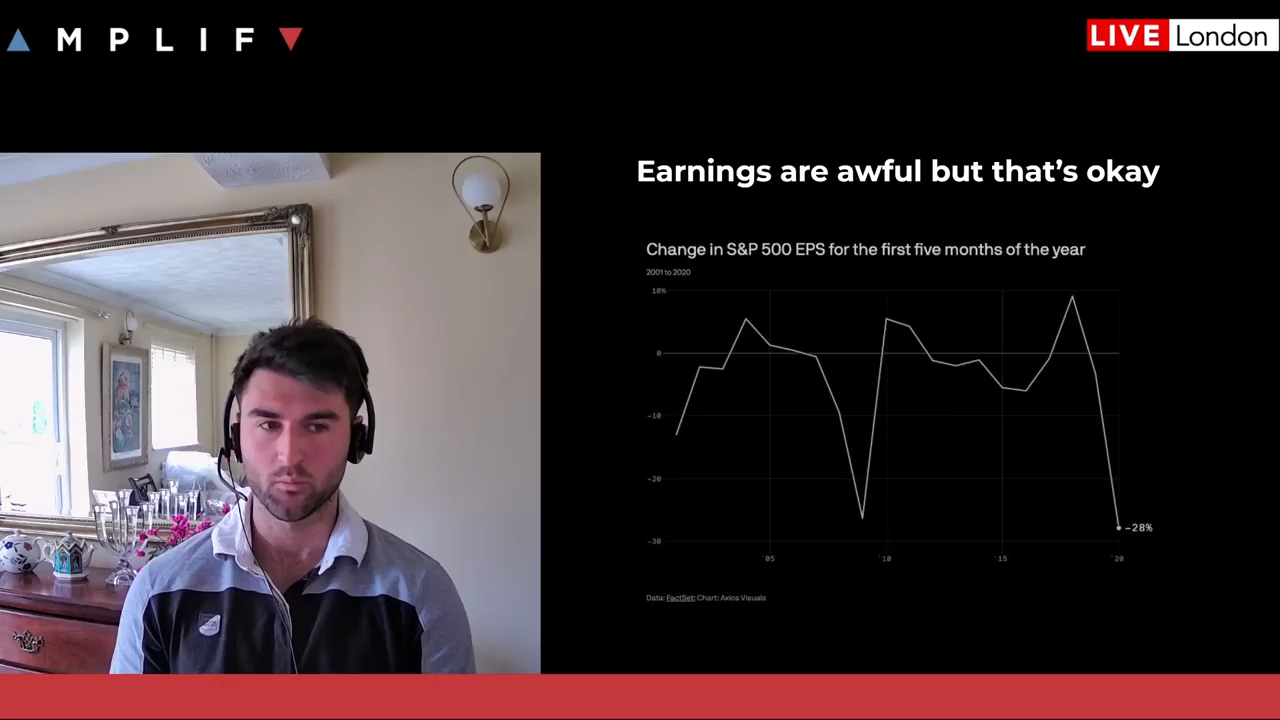 MPLIF
LIVE London
Earnings are awful but that's okay
Change in S&P 500 EPS for the first five months of the year
2001 to 2020
10%
0
-10
-20
-30
-28%
'05
'10
'15
'20
Data: FactSet; Chart: Axios Visuals